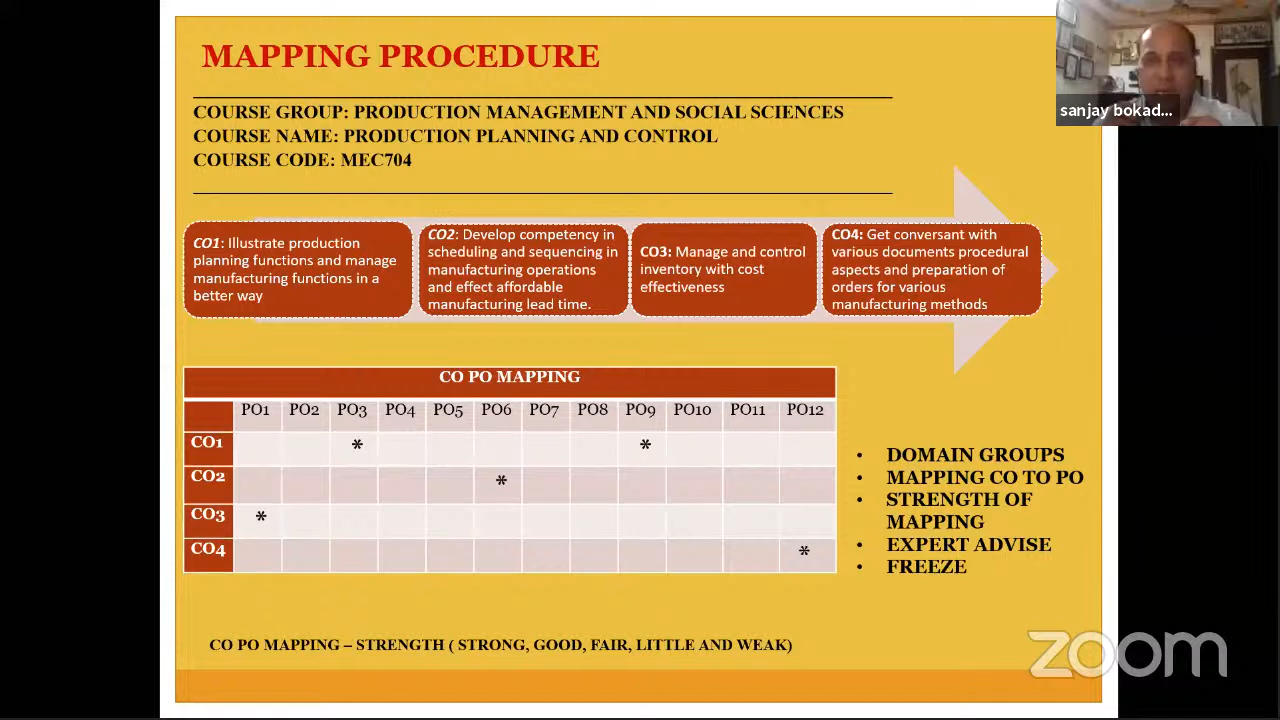 MAPPING PROCEDURE
COURSE GROUP: PRODUCTION MANAGEMENT AND SOCIAL SCIENCES
COURSE NAME: PRODUCTION PLANNING AND CONTROL
COURSE CODE: MEC704
sanjay bokad...
CO1: Illustrate production
planning functions and manage
manufacturing functions in a
better way
CO2: Develop competency in
scheduling and sequencing in
manufacturing operations
and effect affordable
manufacturing lead time.
CO3: Manage and control
inventory with cost
effectiveness
CO4: Get conversant with
various documents procedural
aspects and preparation of
orders for various
manufacturing methods
CO PO MAPPING
PO1 PO2 PO3 PO4 PO5 PO6 PO7 PO8 PO9 PO10 PO11 PO12
CO1 * *
CO2 *
CO3 *
CO4 *
• DOMAIN GROUPS
• MAPPING CO TO PO
• STRENGTH OF
MAPPING
• EXPERT ADVISE
• FREEZE
CO PO MAPPING – STRENGTH ( STRONG, GOOD, FAIR, LITTLE AND WEAK)
zoom